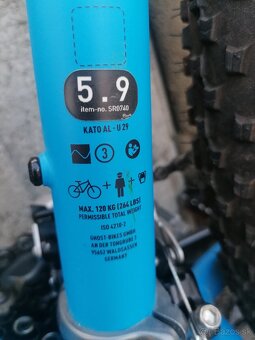 5.9
item-no. SR0740
KATO AL - U 29
3
MAX. 120 KG (264 LBS)
PERMISSIBLE TOTAL WEIGHT
ISO 4210-2
GHOST-BIKES GMBH
AN DER TONGRUBE 3
95652 WALDSASSEN
GERMANY